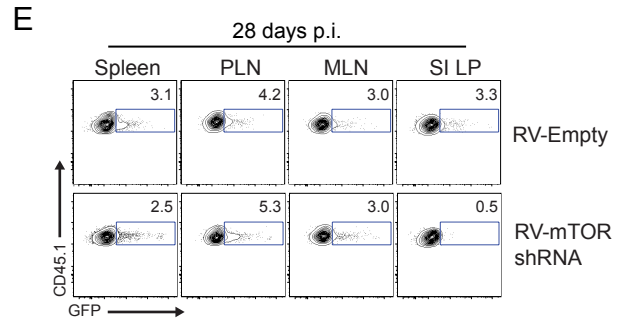 E
28 days p.i.
Spleen PLN MLN SI LP
3.1 4.2 3.0 3.3
RV-Empty
2.5 5.3 3.0 0.5
RV-mTOR
shRNA
CD45.1
GFP